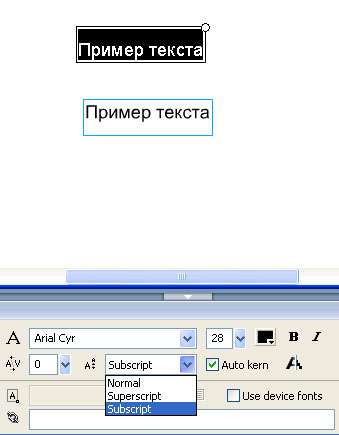 Пример текста
Пример текста
A Arial Cyr 28 B I
A V 0 A Subscript Auto kern A
Normal
A Superscript Use device fonts
Subscript